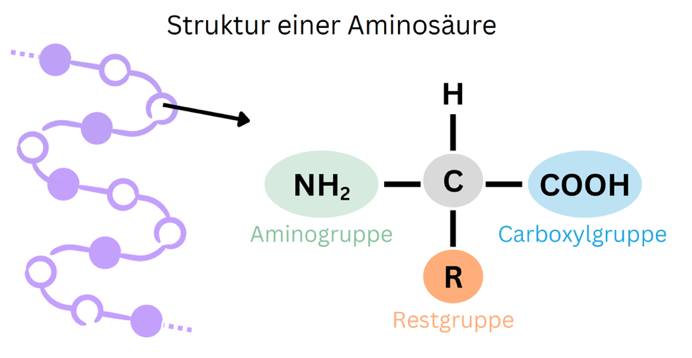 Struktur einer Aminosäure
H
NH₂
C
COOH
Aminogruppe
Carboxylgruppe
R
Restgruppe